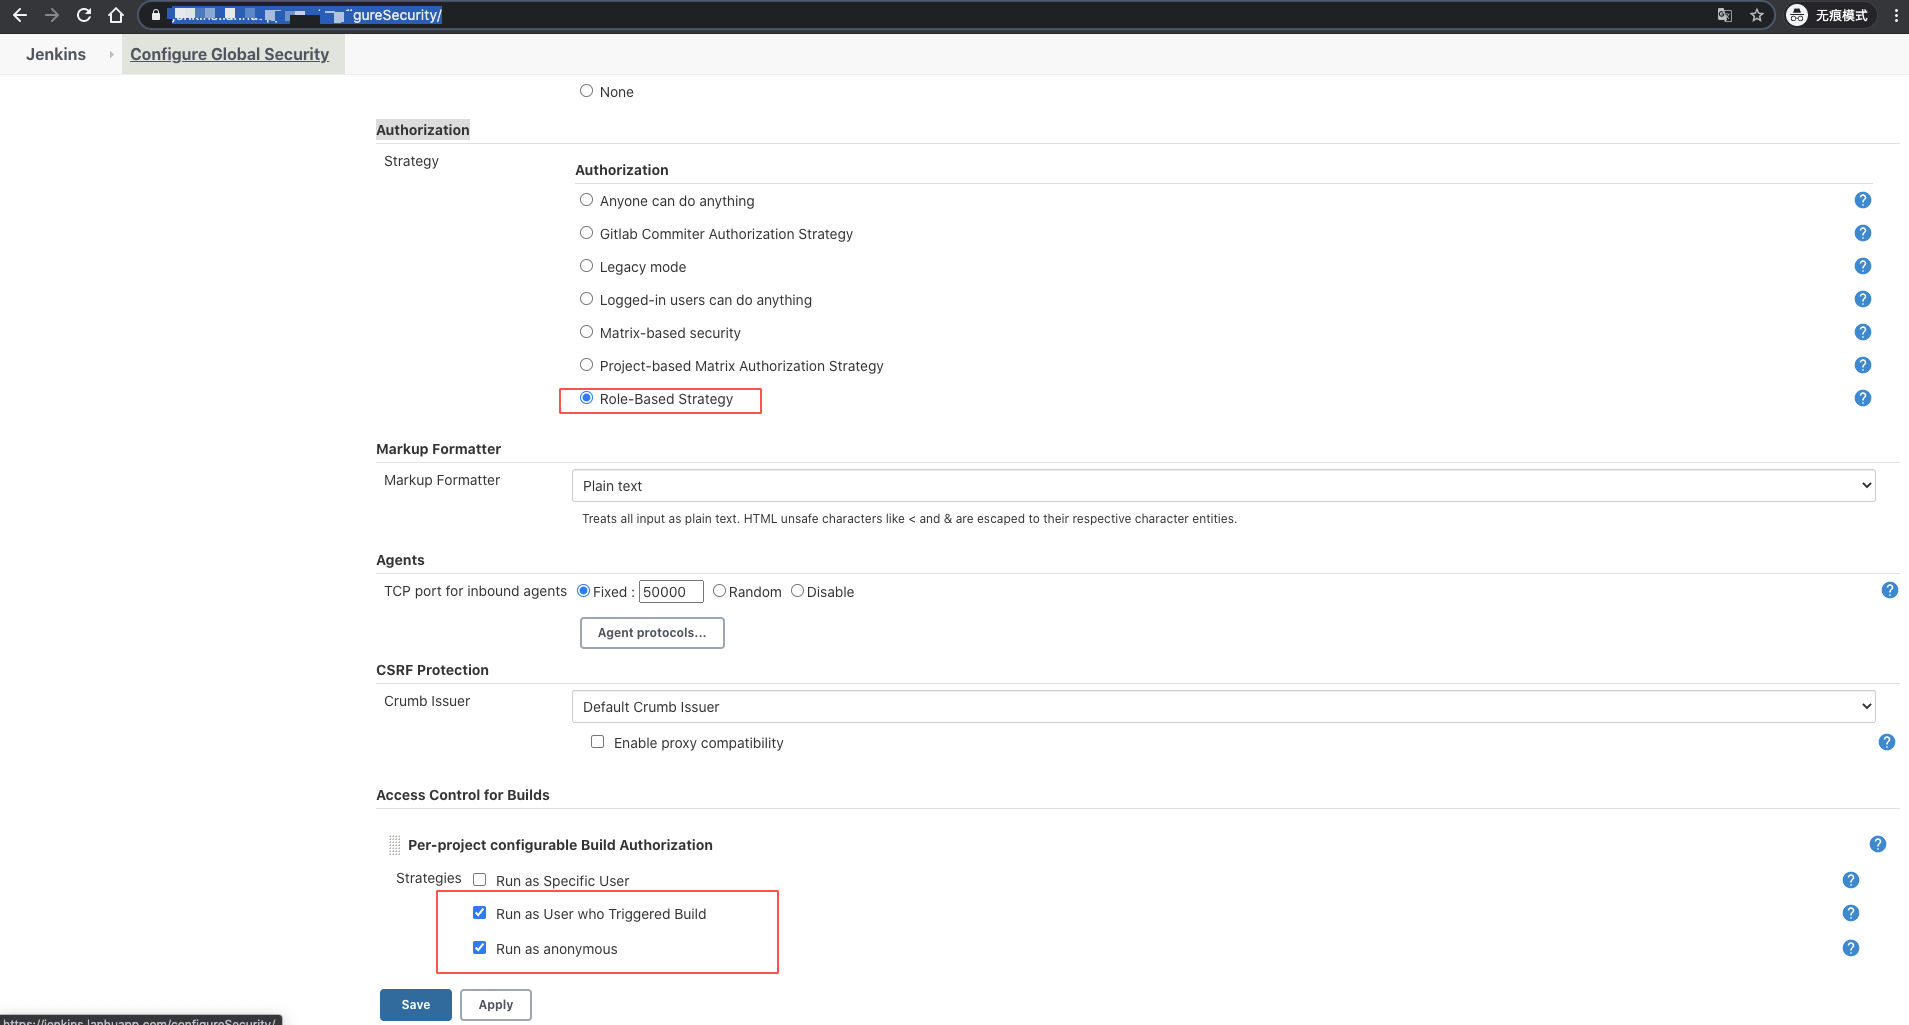 figureSecurity/
无痕模式
Jenkins
Configure Global Security
None
Authorization
Strategy
Authorization
Anyone can do anything
Gitlab Commiter Authorization Strategy
Legacy mode
Logged-in users can do anything
Matrix-based security
Project-based Matrix Authorization Strategy
Role-Based Strategy
Markup Formatter
Markup Formatter
Plain text
Treats all input as plain text. HTML unsafe characters like < and & are escaped to their respective character entities.
Agents
TCP port for inbound agents Fixed : 50000 Random Disable
Agent protocols...
CSRF Protection
Crumb Issuer
Default Crumb Issuer
Enable proxy compatibility
Access Control for Builds
Per-project configurable Build Authorization
Strategies Run as Specific User
Run as User who Triggered Build
Run as anonymous
Save Apply
https://jenkins.lanhuapp.com/configureSecurity/